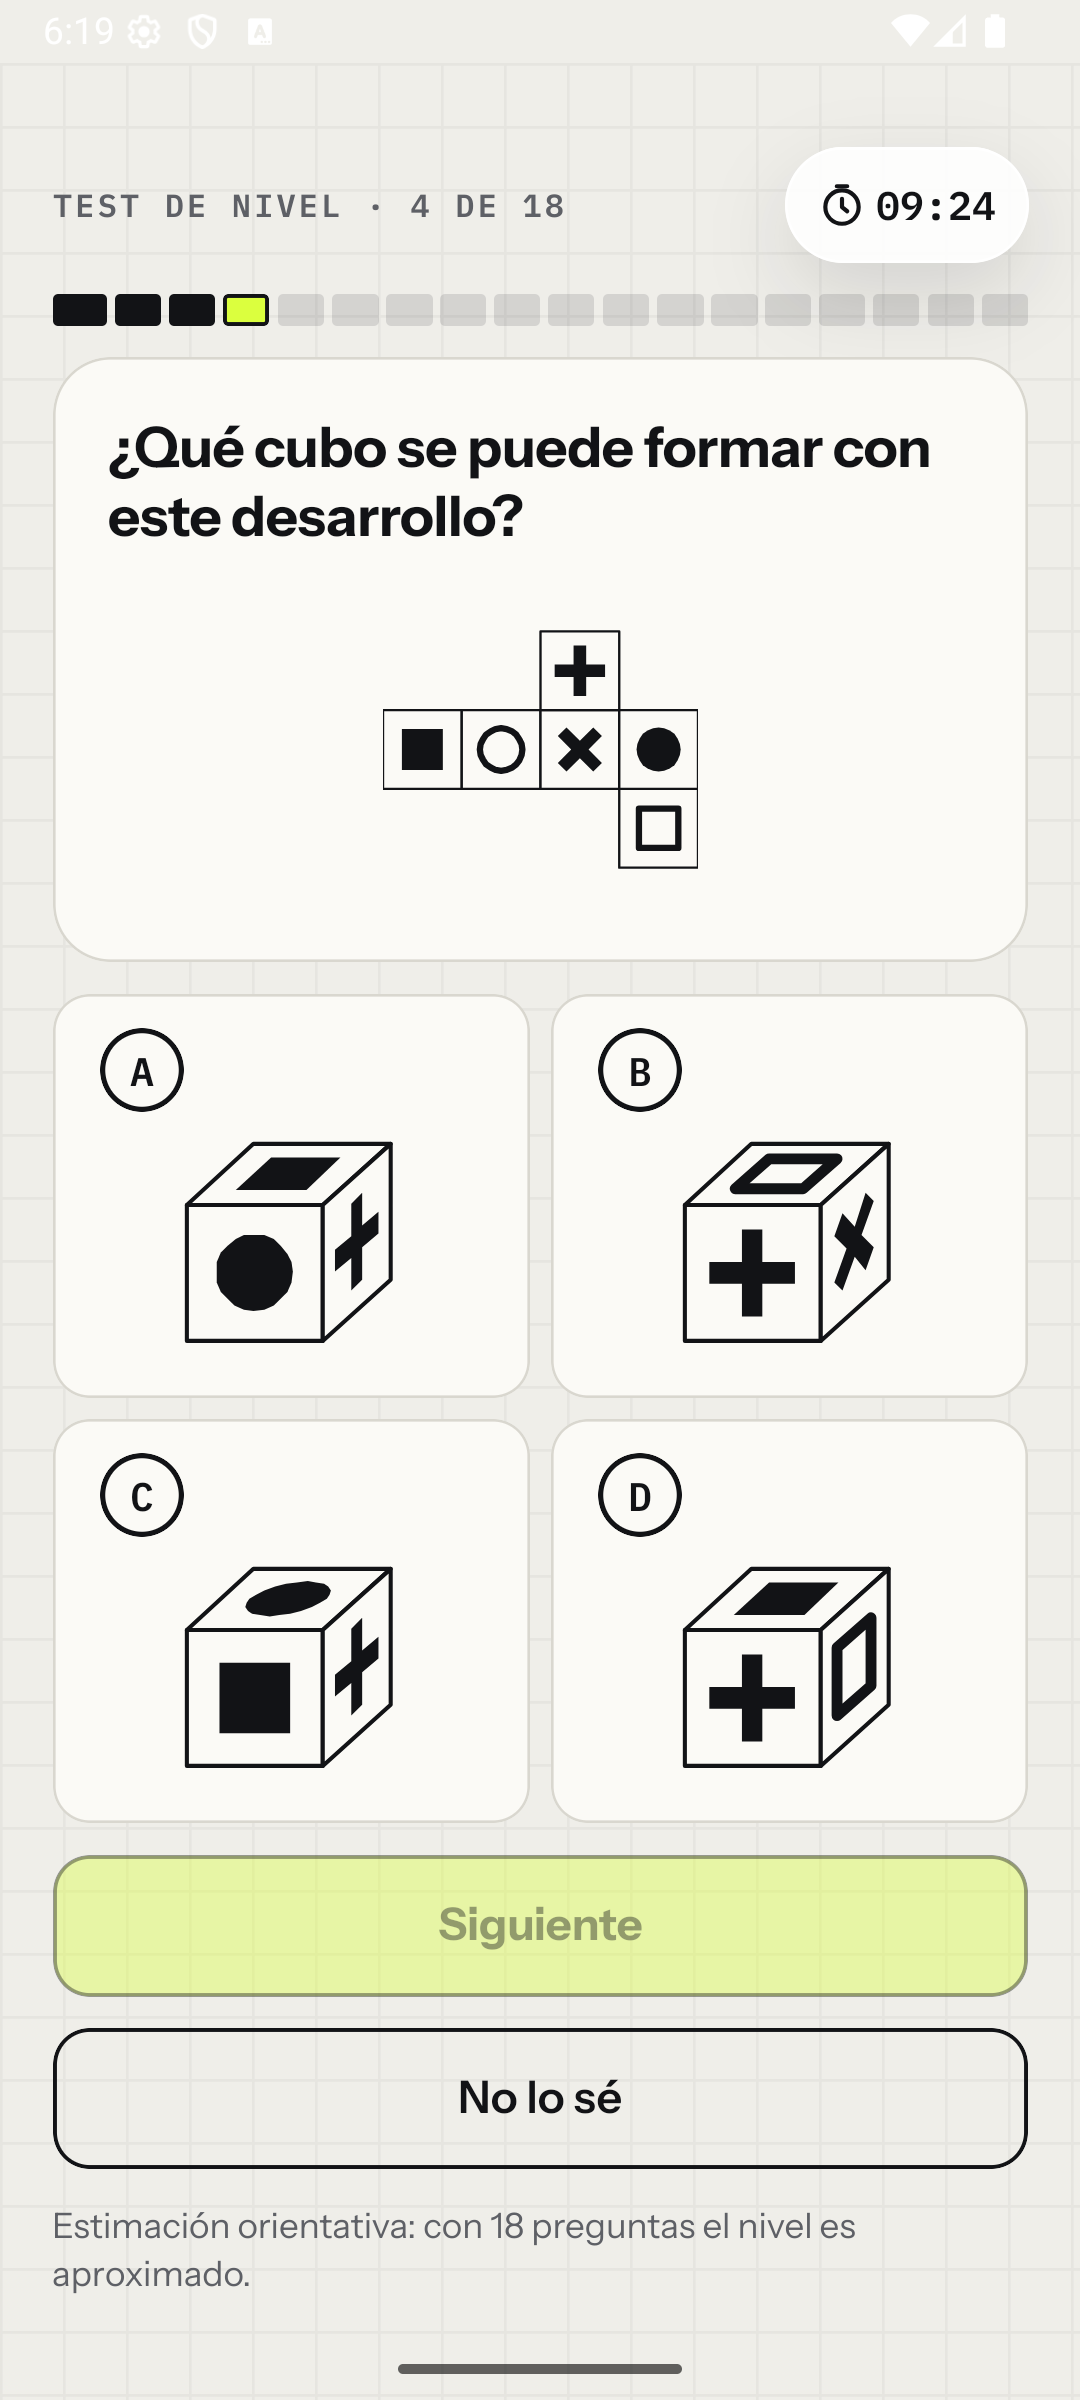 6:19
TEST DE NIVEL · 4 DE 18
09:24
¿Qué cubo se puede formar con
este desarrollo?
A
B
C
D
Siguiente
No lo sé
Estimación orientativa: con 18 preguntas el nivel es
aproximado.